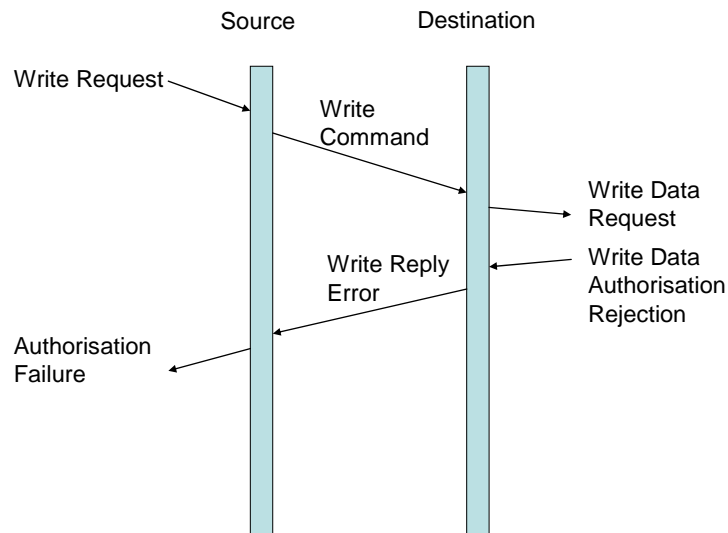 Source
Destination
Write Request
Write
Command
Write Data
Request
Write Reply
Error
Write Data
Authorisation
Rejection
Authorisation
Failure